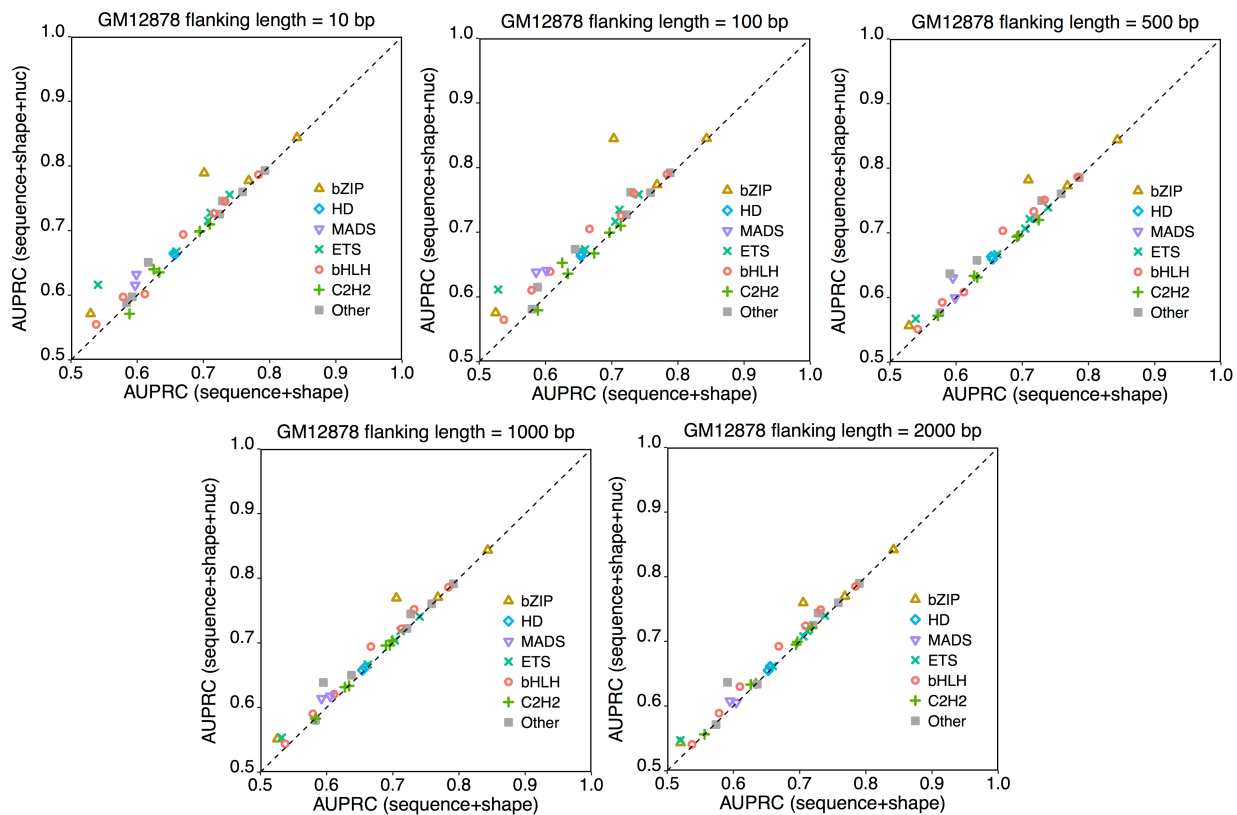 GM12878 flanking length = 10 bp
AUPRC (sequence+shape+nuc)
1.0
0.9
0.8
0.7
0.6
0.5
bZIP
HD
MADS
ETS
bHLH
C2H2
Other
0.5 0.6 0.7 0.8 0.9 1.0
AUPRC (sequence+shape)
GM12878 flanking length = 100 bp
AUPRC (sequence+shape+nuc)
1.0
0.9
0.8
0.7
0.6
0.5
bZIP
HD
MADS
ETS
bHLH
C2H2
Other
0.5 0.6 0.7 0.8 0.9 1.0
AUPRC (sequence+shape)
GM12878 flanking length = 500 bp
AUPRC (sequence+shape+nuc)
1.0
0.9
0.8
0.7
0.6
0.5
bZIP
HD
MADS
ETS
bHLH
C2H2
Other
0.5 0.6 0.7 0.8 0.9 1.0
AUPRC (sequence+shape)
GM12878 flanking length = 1000 bp
AUPRC (sequence+shape+nuc)
1.0
0.9
0.8
0.7
0.6
0.5
bZIP
HD
MADS
ETS
bHLH
C2H2
Other
0.5 0.6 0.7 0.8 0.9 1.0
AUPRC (sequence+shape)
GM12878 flanking length = 2000 bp
AUPRC (sequence+shape+nuc)
1.0
0.9
0.8
0.7
0.6
0.5
bZIP
HD
MADS
ETS
bHLH
C2H2
Other
0.5 0.6 0.7 0.8 0.9 1.0
AUPRC (sequence+shape)